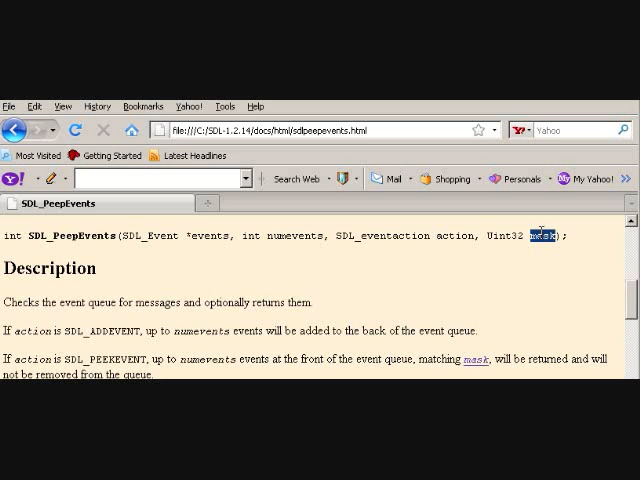 File Edit View History Bookmarks Yahoo! Tools Help
file:///C:/SDL-1.2.14/docs/html/sdlpeepevents.html Y! Yahoo
Most Visited Getting Started Latest Headlines
Y! Search Web Mail Shopping Personals My Yahoo!
SDL_PeepEvents
int SDL_PeepEvents(SDL_Event *events, int numevents, SDL_eventaction action, Uint32 mask);
Description
Checks the event queue for messages and optionally returns them.
If action is SDL_ADDEVENT, up to numevents events will be added to the back of the event queue.
If action is SDL_PEEKEVENT, up to numevents events at the front of the event queue, matching mask, will be returned and will
not be removed from the queue.